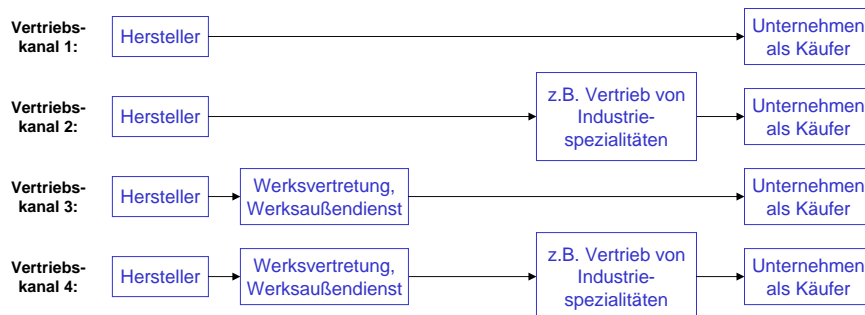 Vertriebs-
kanal 1:
Hersteller
Unternehmen
als Käufer
Vertriebs-
kanal 2:
Hersteller
z.B. Vertrieb von
Industrie-
spezialitäten
Unternehmen
als Käufer
Vertriebs-
kanal 3:
Hersteller
Werksvertretung,
Werksaußendienst
Unternehmen
als Käufer
Vertriebs-
kanal 4:
Hersteller
Werksvertretung,
Werksaußendienst
z.B. Vertrieb von
Industrie-
spezialitäten
Unternehmen
als Käufer